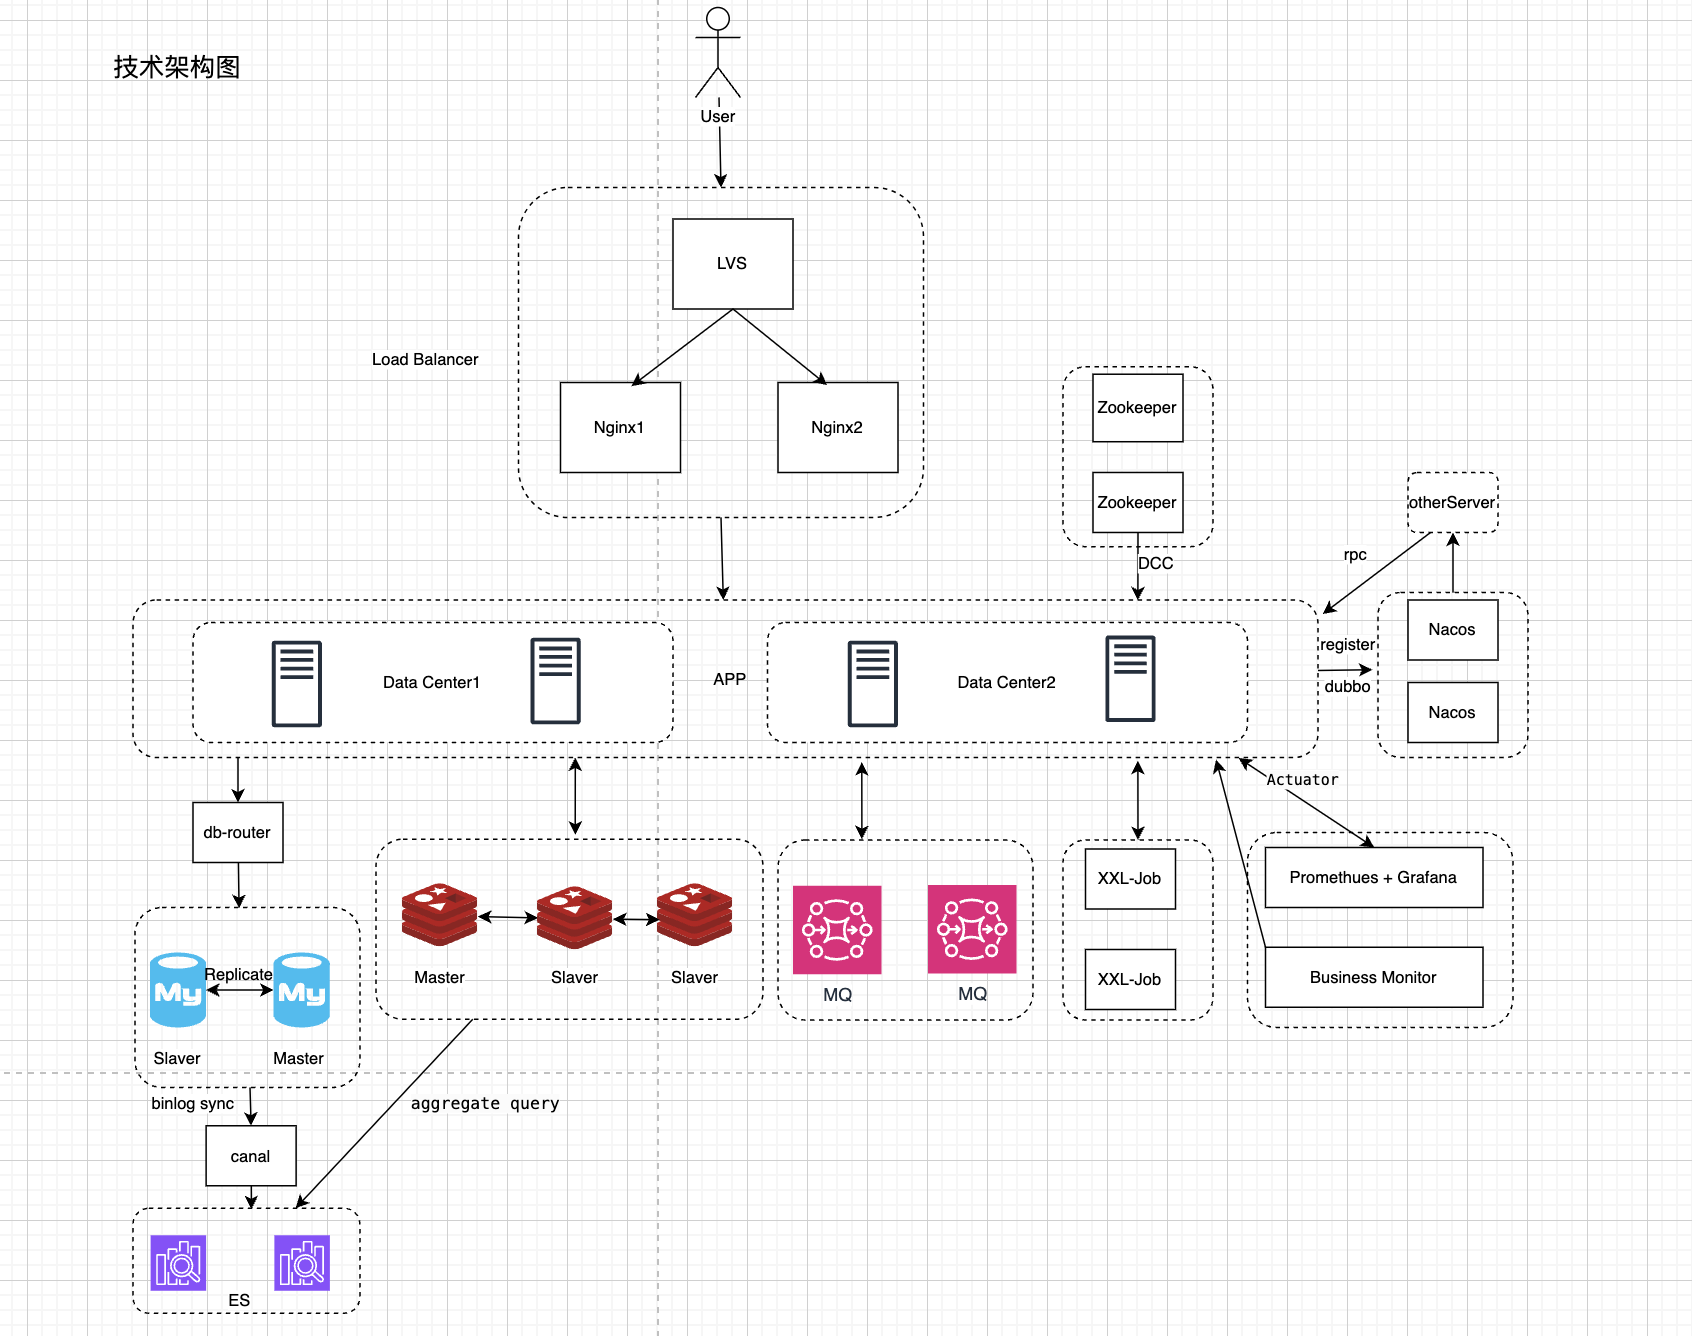 技术架构图
User
LVS
Load Balancer
Nginx1
Nginx2
Zookeeper
Zookeeper
DCC
otherServer
rpc
Nacos
Nacos
register
dubbo
Data Center1
APP
Data Center2
Actuator
db-router
Replicate
My
My
Slaver
Master
Master
Slaver
Slaver
MQ
MQ
XXL-Job
XXL-Job
Promethues + Grafana
Business Monitor
binlog sync
aggregate query
canal
ES